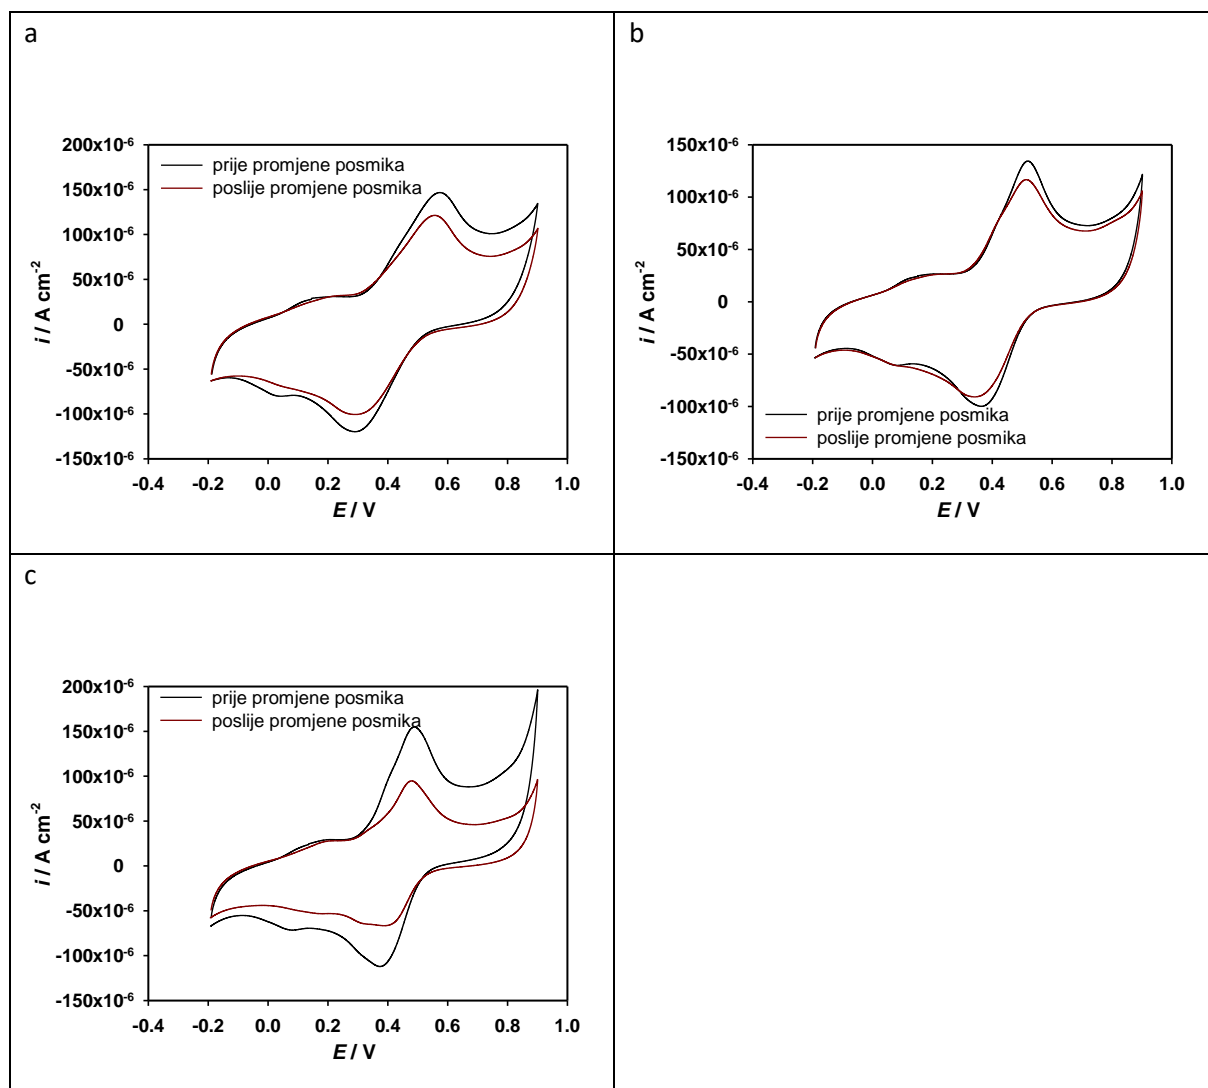 a
200x10⁻⁶
150x10⁻⁶
100x10⁻⁶
50x10⁻⁶
0
-50x10⁻⁶
-100x10⁻⁶
-150x10⁻⁶
i / A cm⁻²
prije promjene posmika
poslije promjene posmika
-0.4 -0.2 0.0 0.2 0.4 0.6 0.8 1.0
E / V
b
150x10⁻⁶
100x10⁻⁶
50x10⁻⁶
0
-50x10⁻⁶
-100x10⁻⁶
-150x10⁻⁶
i / A cm⁻²
prije promjene posmika
poslije promjene posmika
-0.4 -0.2 0.0 0.2 0.4 0.6 0.8 1.0
E / V
c
200x10⁻⁶
150x10⁻⁶
100x10⁻⁶
50x10⁻⁶
0
-50x10⁻⁶
-100x10⁻⁶
-150x10⁻⁶
i / A cm⁻²
prije promjene posmika
poslije promjene posmika
-0.4 -0.2 0.0 0.2 0.4 0.6 0.8 1.0
E / V